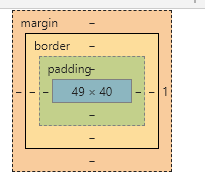 margin –
border –
padding–
– – – 49 × 40 – – 1
–
–
–